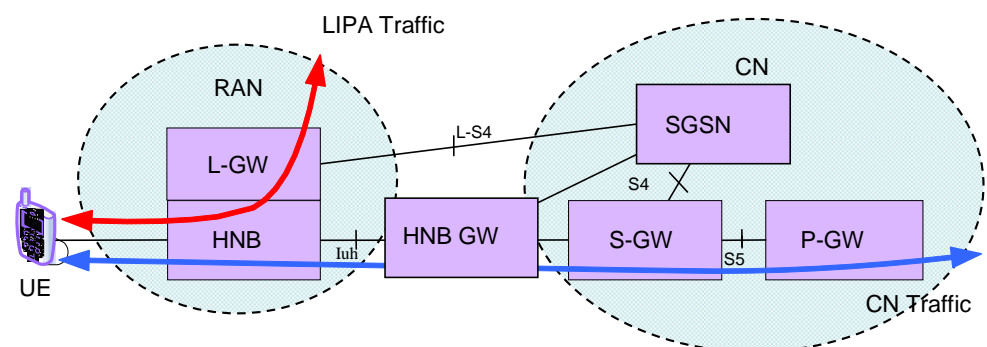 LIPA Traffic
RAN
CN
L-GW
L-S4
SGSN
S4
HNB
Iuh
HNB GW
S-GW
S5
P-GW
UE
CN Traffic